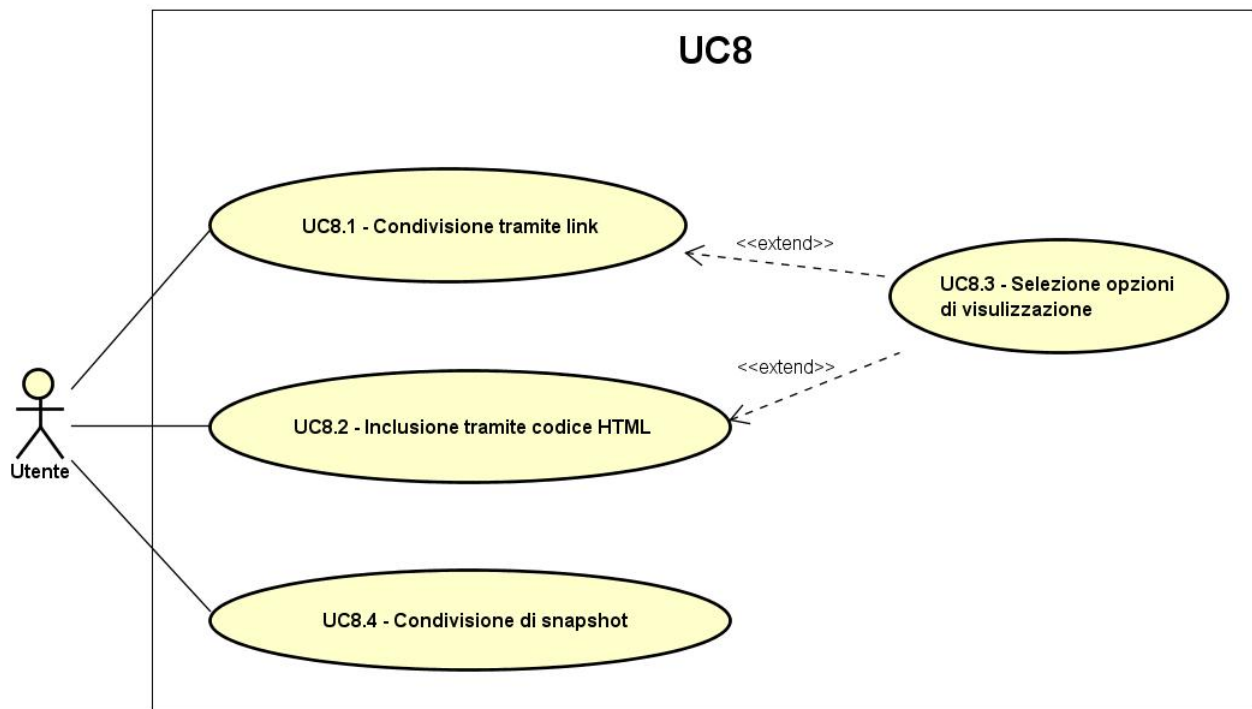 UC8
UC8.1 - Condivisione tramite link
<<extend>>
UC8.3 - Selezione opzioni
di visulizzazione
<<extend>>
UC8.2 - Inclusione tramite codice HTML
Utente
UC8.4 - Condivisione di snapshot